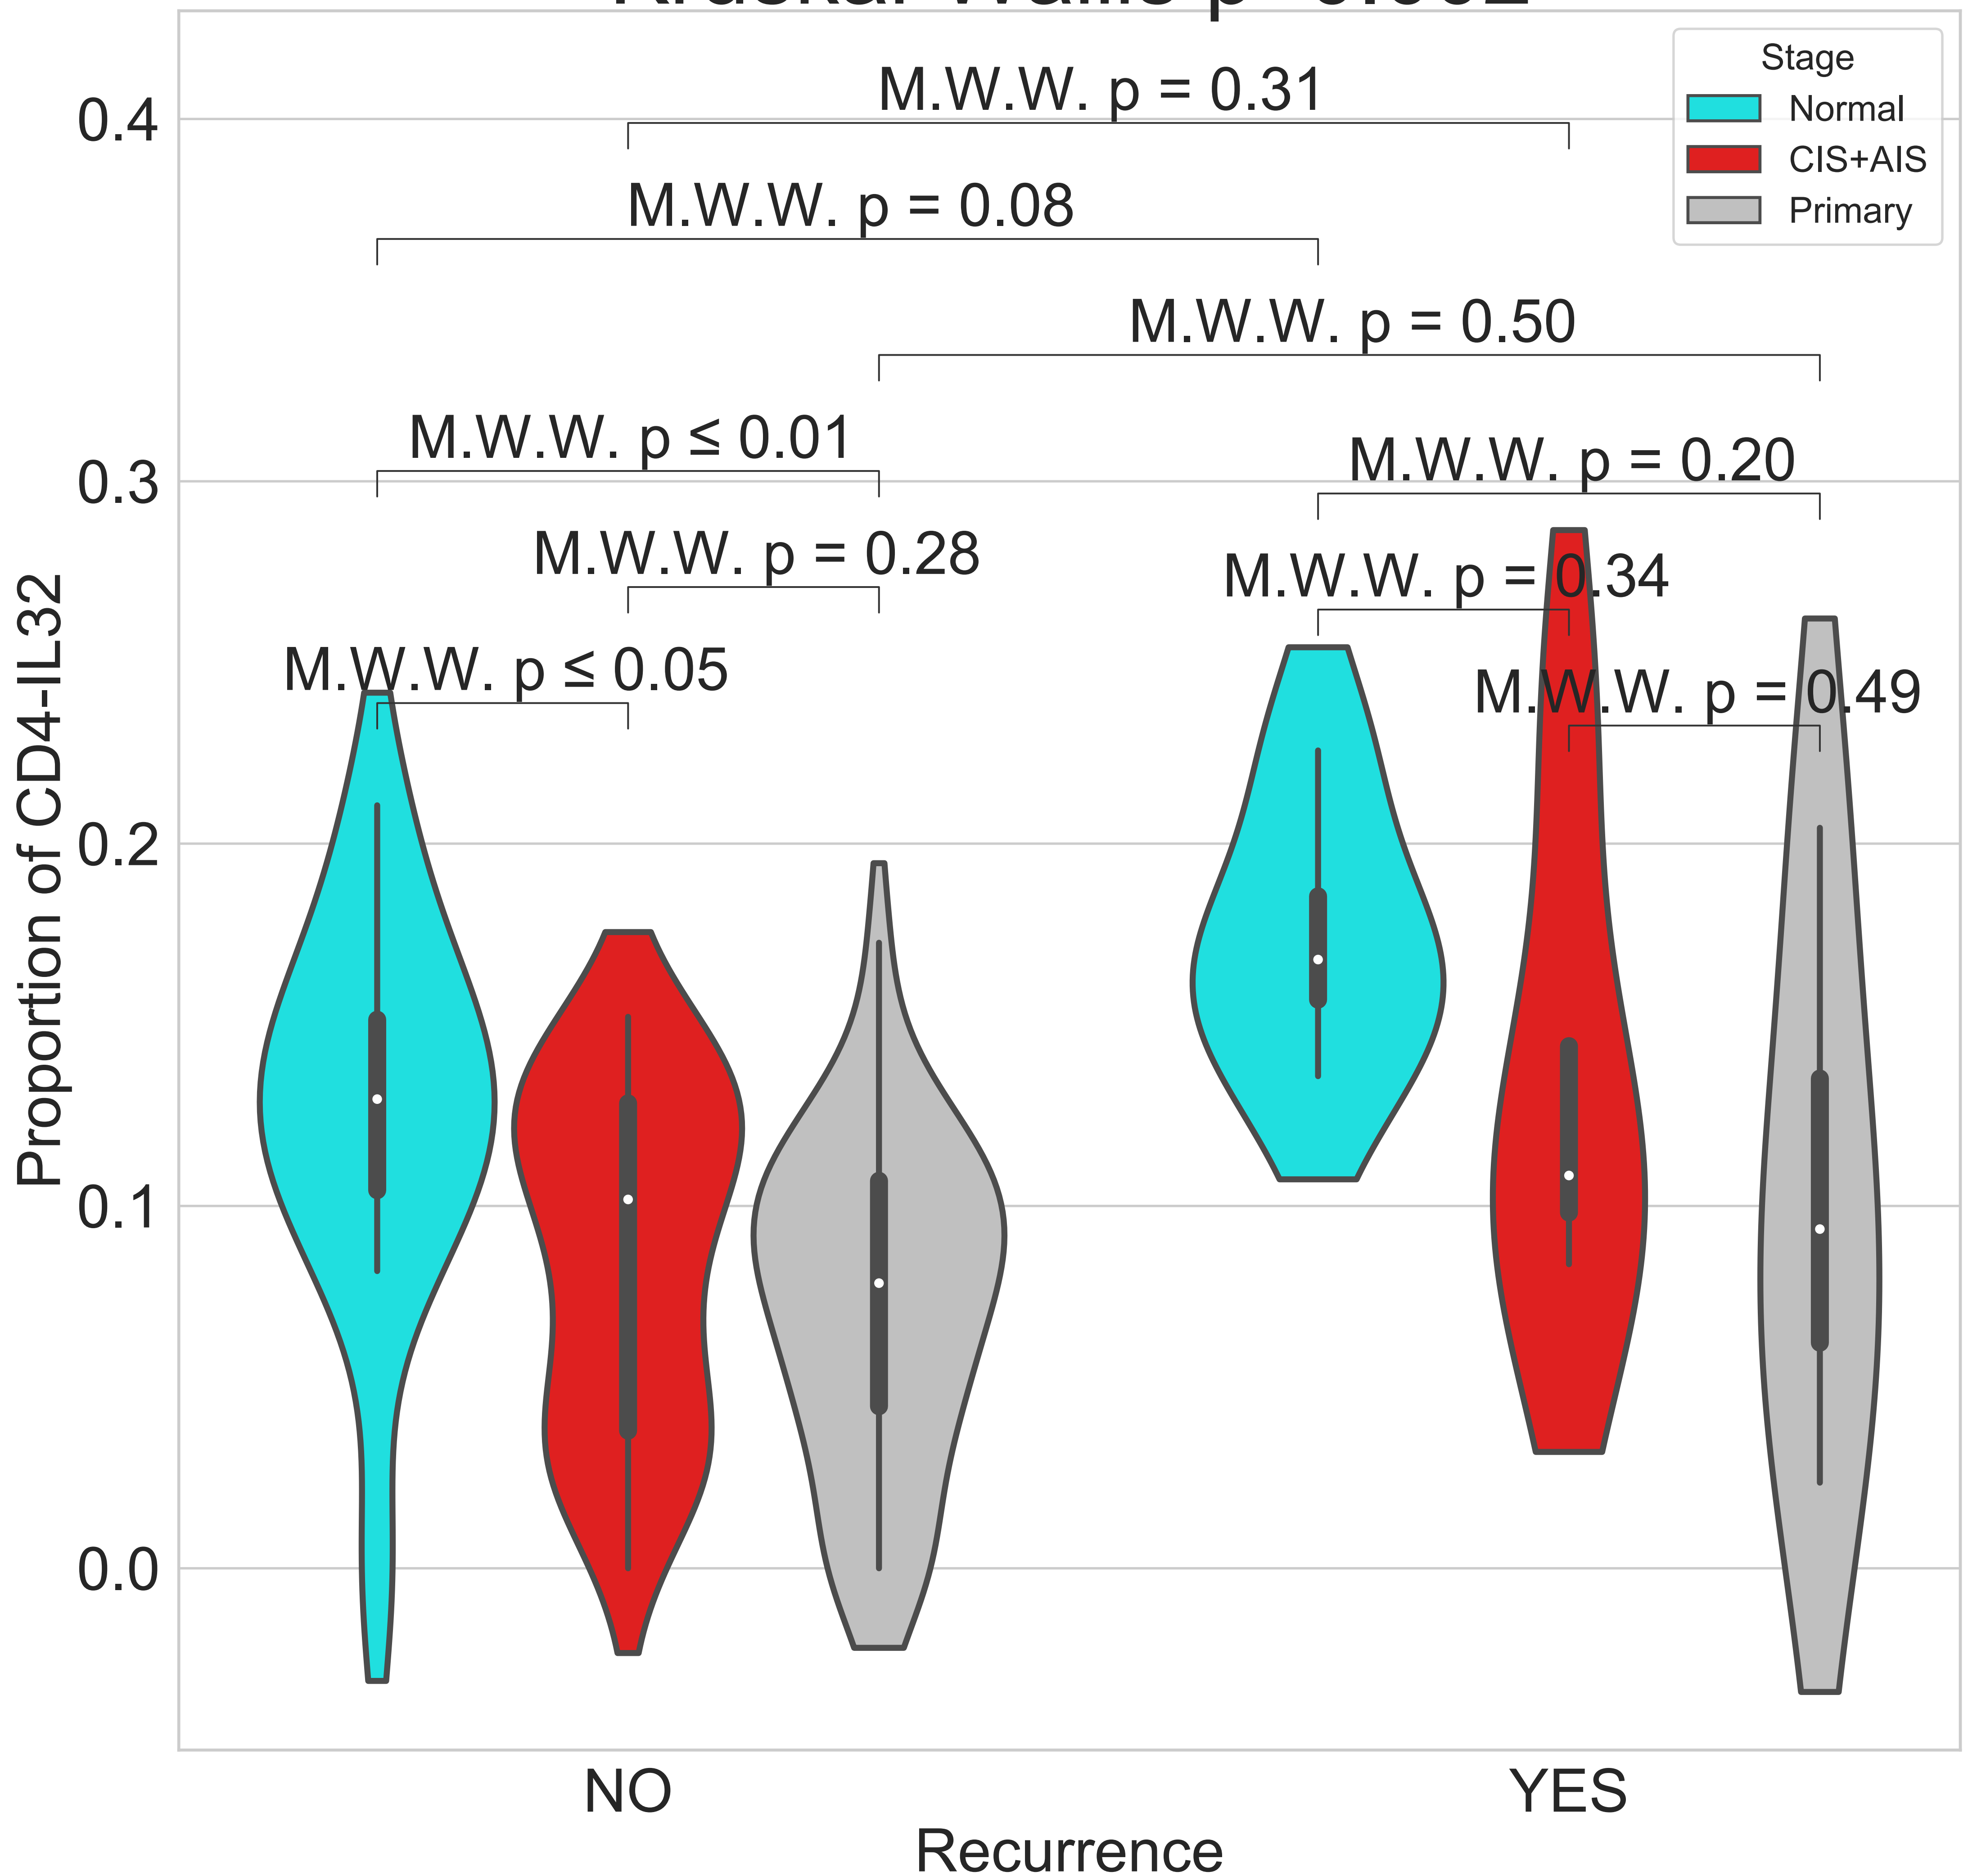 Stage
Normal
CIS+AIS
Primary
M.W.W. p = 0.31
M.W.W. p = 0.08
M.W.W. p = 0.50
M.W.W. p ≤ 0.01
M.W.W. p = 0.20
M.W.W. p = 0.28
M.W.W. p = 0.34
M.W.W. p ≤ 0.05
M.W.W. p = 0.49
0.4
0.3
0.2
0.1
0.0
Proportion of CD4-IL32
NO
YES
Recurrence